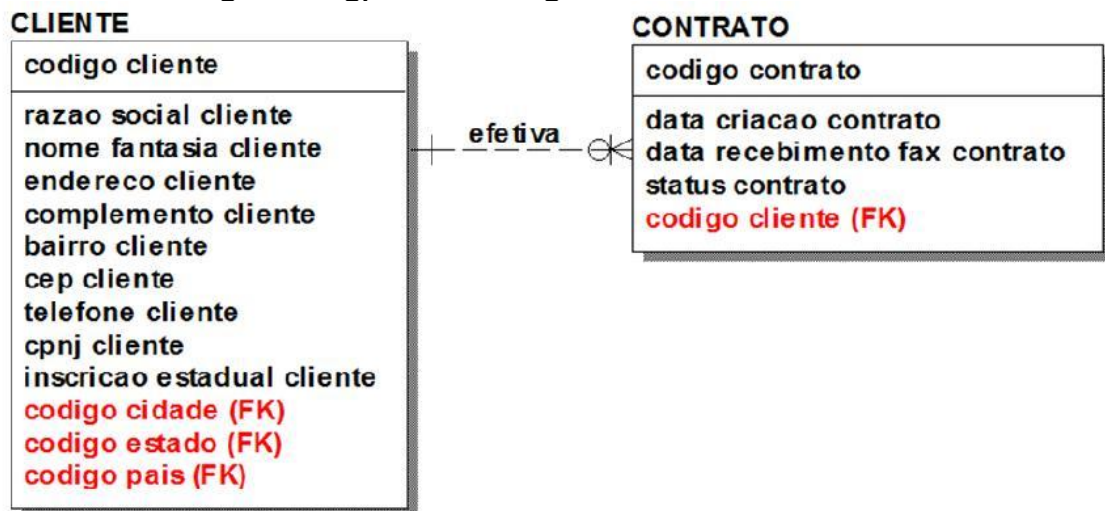 CLIENTE
codigo cliente
razao social cliente
nome fantasia cliente
endereco cliente
complemento cliente
bairro cliente
cep cliente
telefone cliente
cpnj cliente
inscricao estadual cliente
codigo cidade (FK)
codigo estado (FK)
codigo pais (FK)
efetiva
CONTRATO
codigo contrato
data criacao contrato
data recebimento fax contrato
status contrato
codigo cliente (FK)